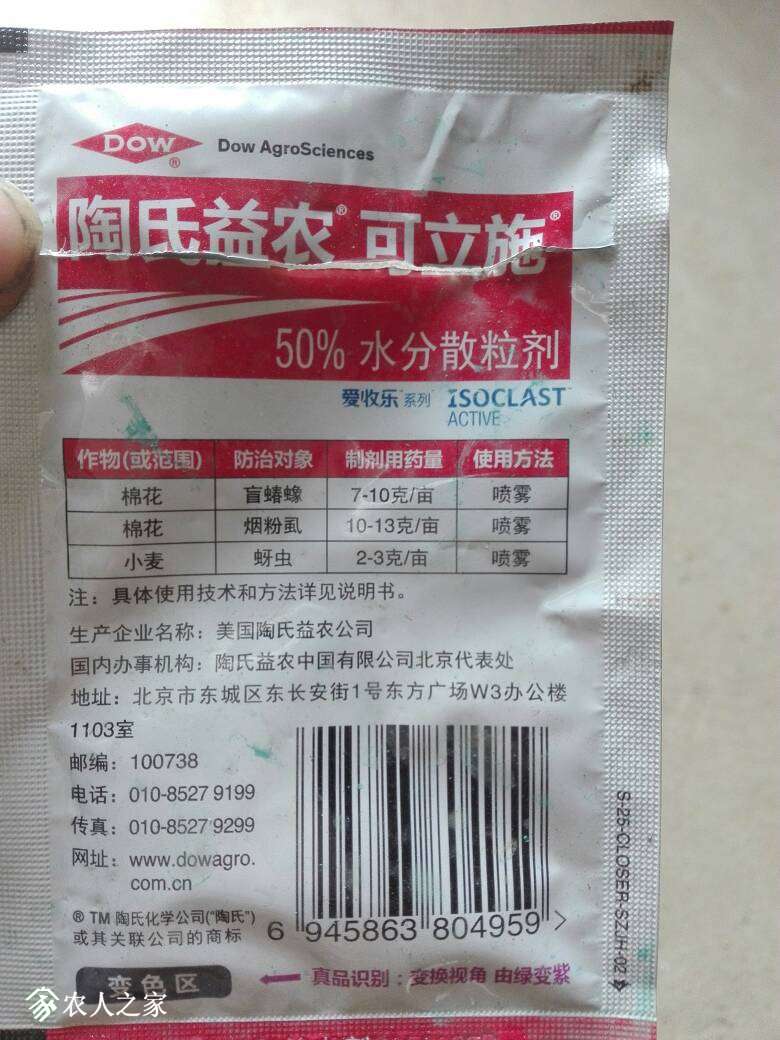 DOW®
Dow AgroSciences
陶氏益农® 可立施®
50% 水分散粒剂
爱收乐™系列 ISOCLAST™
ACTIVE
作物(或范围) 防治对象 制剂用药量 使用方法
棉花 盲蝽蟓 7-10克/亩 喷雾
棉花 烟粉虱 10-13克/亩 喷雾
小麦 蚜虫 2-3克/亩 喷雾
注：具体使用技术和方法详见说明书。
生产企业名称：美国陶氏益农公司
国内办事机构：陶氏益农中国有限公司北京代表处
地址：北京市东城区东长安街1号东方广场W3办公楼
1103室
邮编：100738
电话：010-8527 9199
传真：010-8527 9299
网址：www.dowagro.
com.cn
® TM 陶氏化学公司("陶氏")
或其关联公司的商标
6 945863 804959 >
S-25-CLOSER-SZJH-02
变色区
真品识别：变换视角 由绿变紫
农人之家